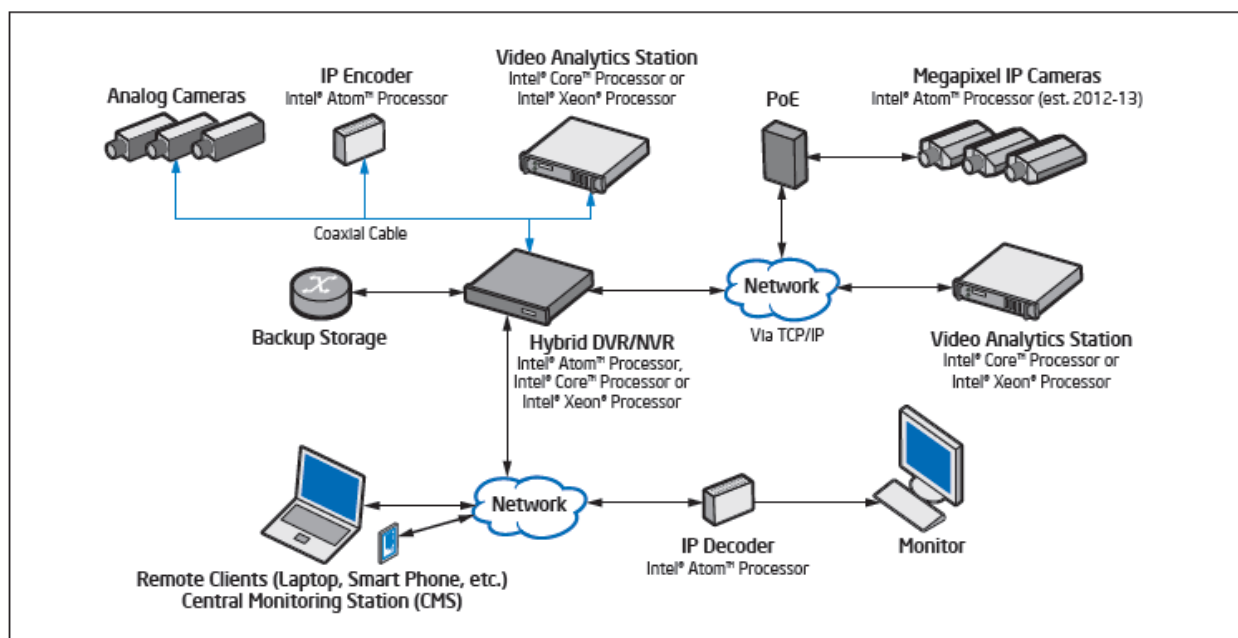 Analog Cameras
IP Encoder
Intel® Atom™ Processor
Video Analytics Station
Intel® Core™ Processor or
Intel® Xeon® Processor
PoE
Megapixel IP Cameras
Intel® Atom™ Processor (est. 2012-13)
Coaxial Cable
Backup Storage
Hybrid DVR/NVR
Intel® Atom™ Processor,
Intel® Core™ Processor or
Intel® Xeon® Processor
Network
Via TCP/IP
Video Analytics Station
Intel® Core™ Processor or
Intel® Xeon® Processor
Remote Clients (Laptop, Smart Phone, etc.)
Central Monitoring Station (CMS)
Network
IP Decoder
Intel® Atom™ Processor
Monitor